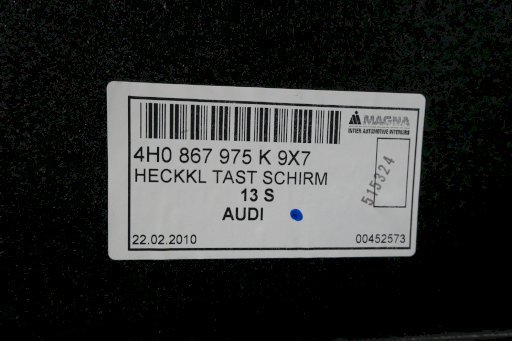 MAGNA
INTIER AUTOMOTIVE INTERIORS
4H0 867 975 K 9X7
HECKKL TAST SCHIRM
13 S
AUDI
515324
22.02.2010
00452573